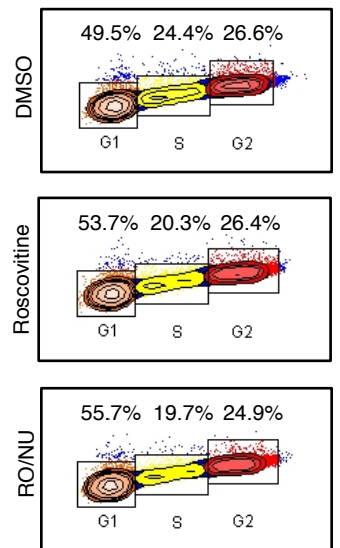 DMSO
49.5% 24.4% 26.6%
G1 S G2
Roscovitine
53.7% 20.3% 26.4%
G1 S G2
RO/NU
55.7% 19.7% 24.9%
G1 S G2